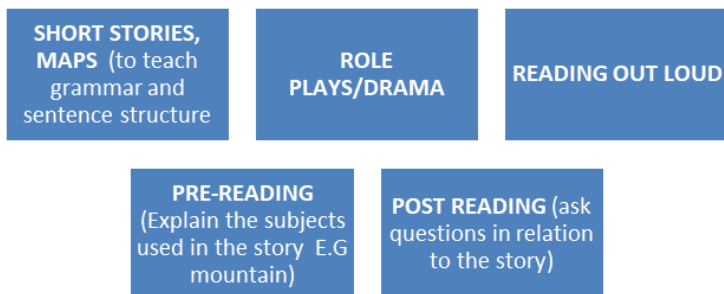 SHORT STORIES,
MAPS (to teach
grammar and
sentence structure
ROLE
PLAYS/DRAMA
READING OUT LOUD
PRE-READING
(Explain the subjects
used in the story E.G
mountain)
POST READING (ask
questions in relation
to the story)